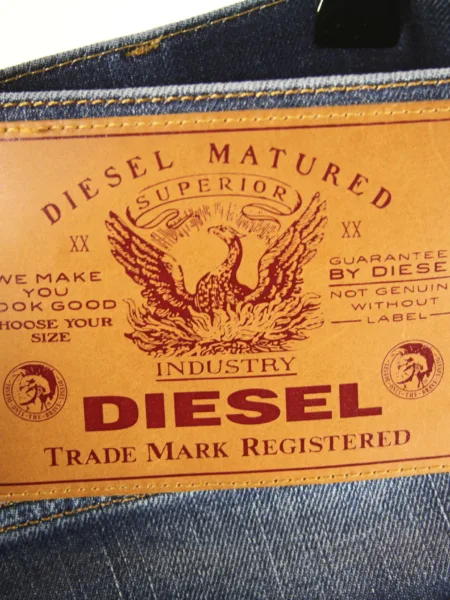 DIESEL MATURED
SUPERIOR
XX
XX
WE MAKE
YOU
OOK GOOD
HOOSE YOUR
SIZE
GUARANTEE
BY DIESE
NOT GENUIN
WITHOUT
LABEL
INDUSTRY
DIESEL
TRADE MARK REGISTERED